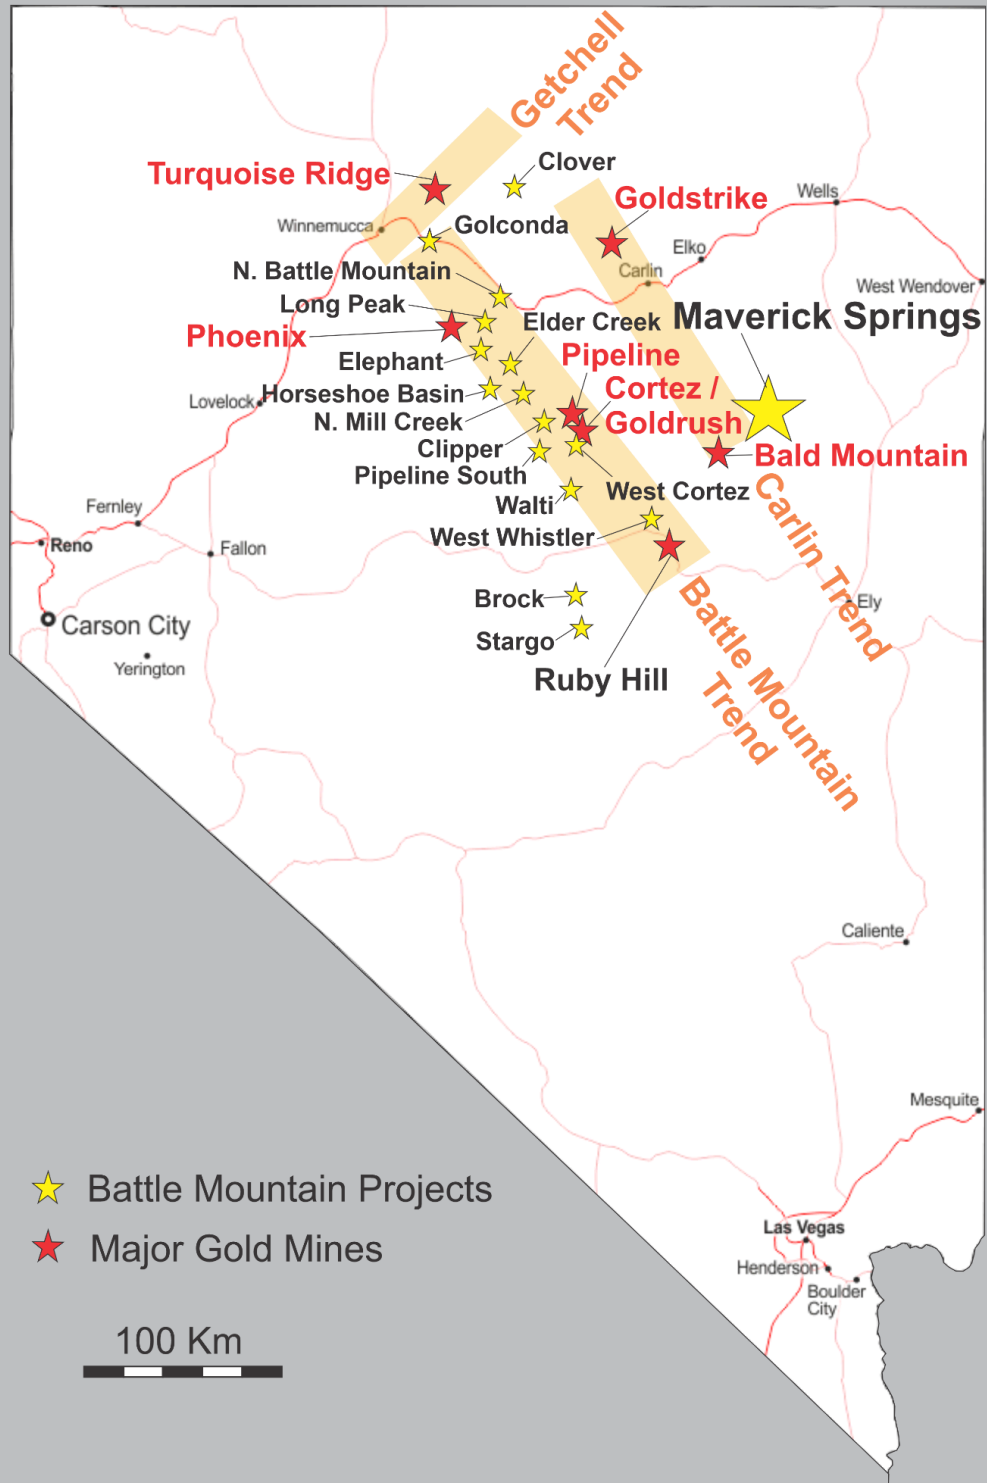 Getchell
Trend
Clover
Turquoise Ridge
Goldstrike
Wells
Winnemucca
Golconda
Elko
N. Battle Mountain
Carlin
West Wendover
Long Peak
Elder Creek
Maverick Springs
Phoenix
Elephant
Pipeline
Horseshoe Basin
Cortez /
Goldrush
Lovelock
N. Mill Creek
Clipper
Bald Mountain
Pipeline South
West Cortez
Walti
Fernley
West Whistler
Carlin Trend
Reno
Fallon
Brock
Ely
Carson City
Stargo
Yerington
Ruby Hill
Battle Mountain
Trend
Caliente
Mesquite
Battle Mountain Projects
Major Gold Mines
Las Vegas
Henderson
Boulder
City
100 Km